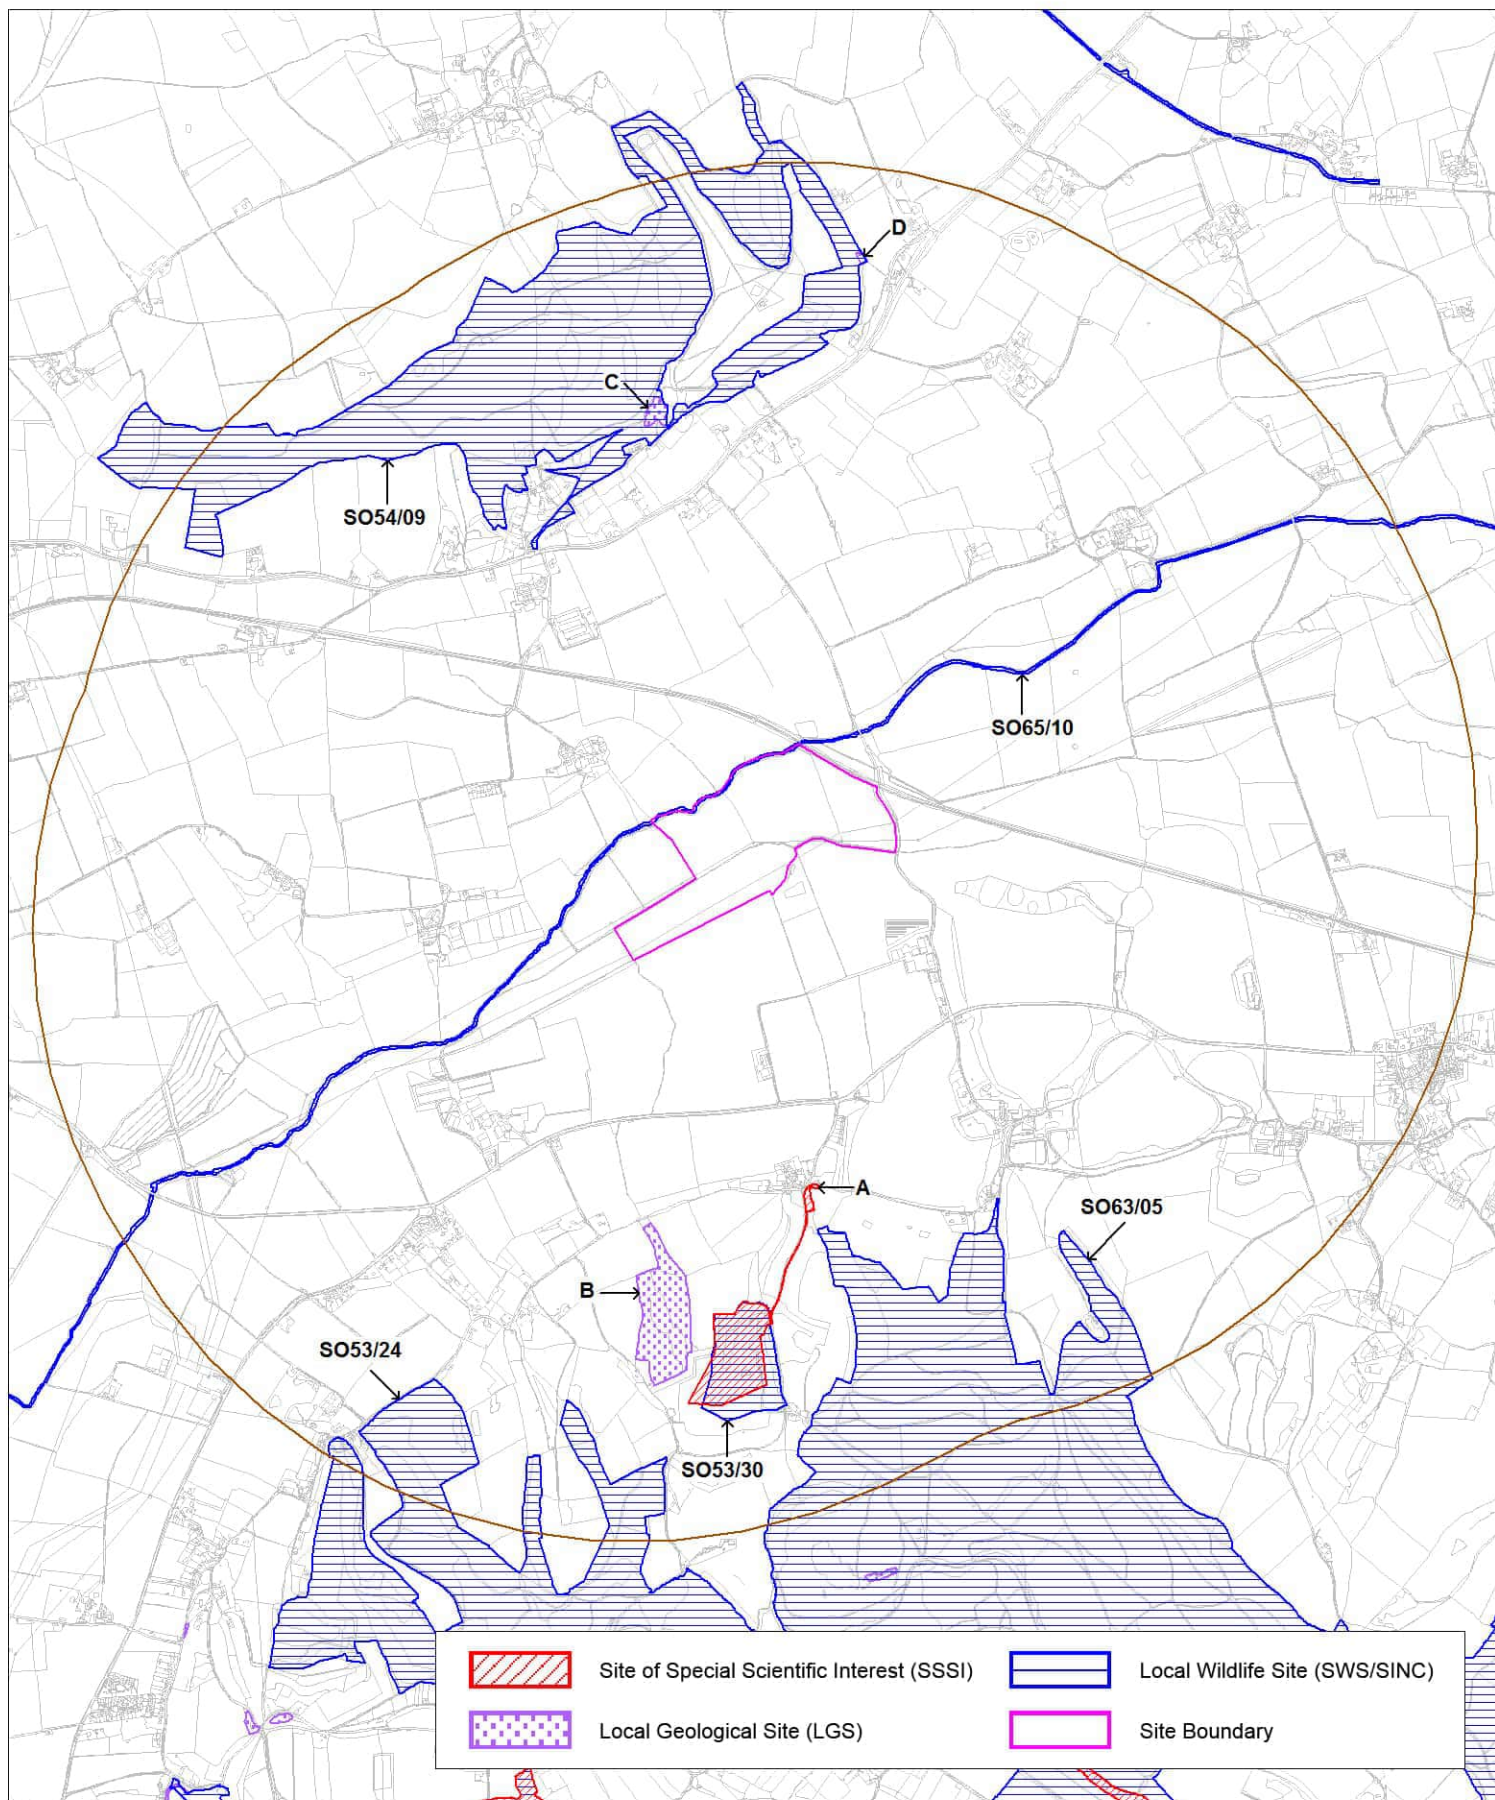 D
C
SO54/09
SO65/10
A
SO63/05
B
SO53/24
SO53/30
Site of Special Scientific Interest (SSSI)
Local Wildlife Site (SWS/SINC)
Local Geological Site (LGS)
Site Boundary